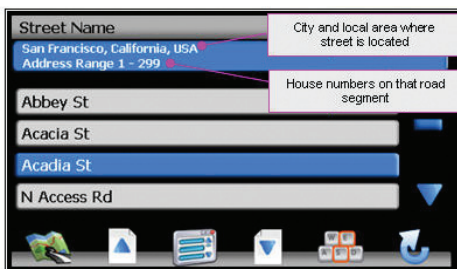 Street Name
City and local area where
street is located
San Francisco, California, USA
Address Range 1 - 299
House numbers on that road
segment
Abbey St
Acacia St
Acadia St
N Access Rd